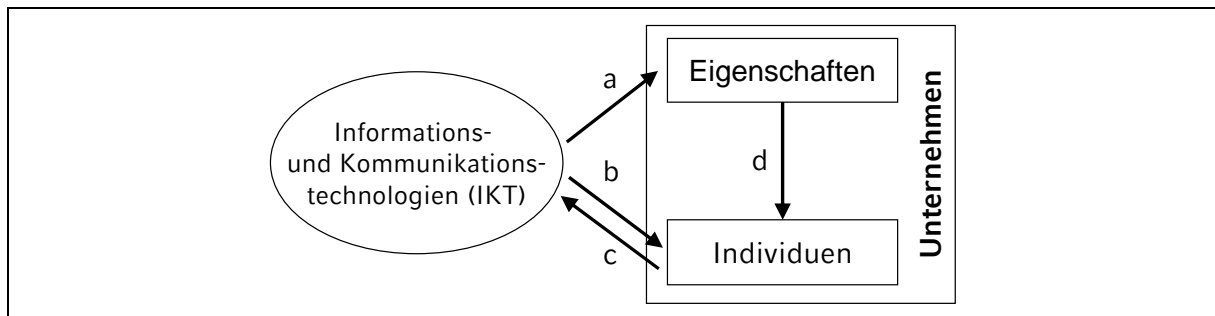 Informations-
und Kommunikations-
technologien (IKT)
a
b
c
Eigenschaften
d
Individuen
Unternehmen